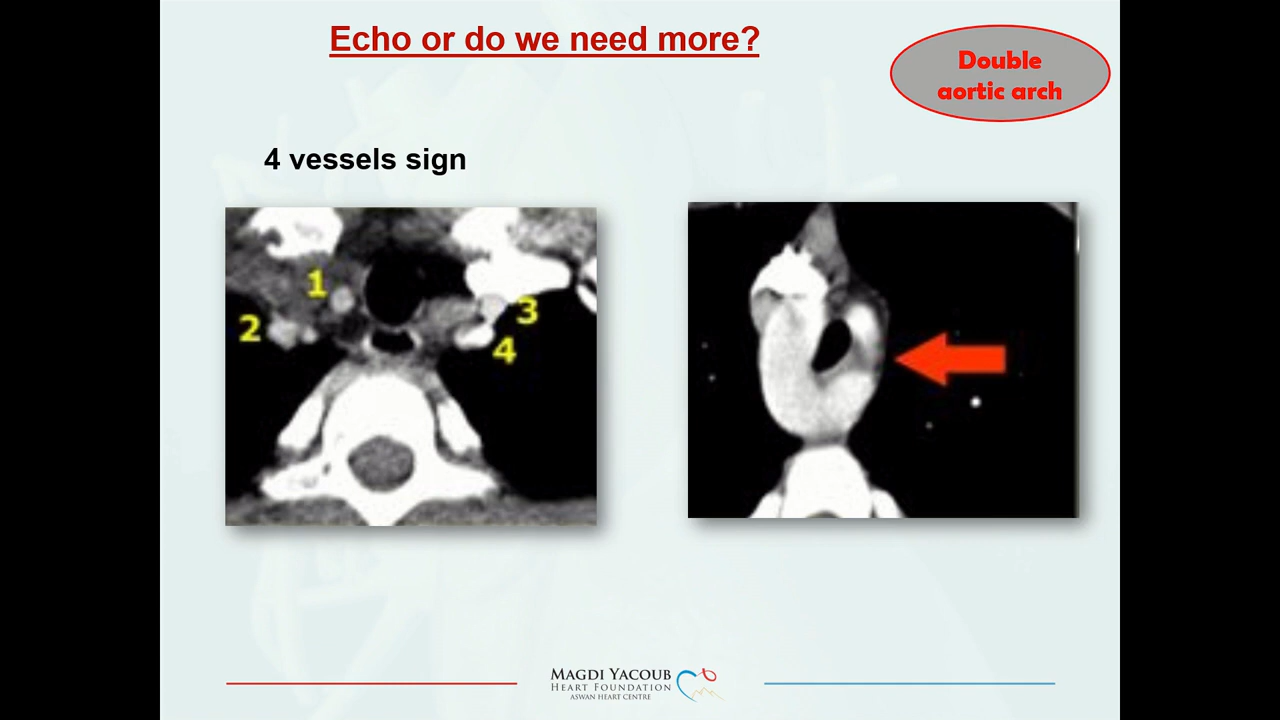 Echo or do we need more?
Double
aortic arch
4 vessels sign
1
2
3
4
MAGDI YACOUB
HEART FOUNDATION
ASWAN HEART CENTRE